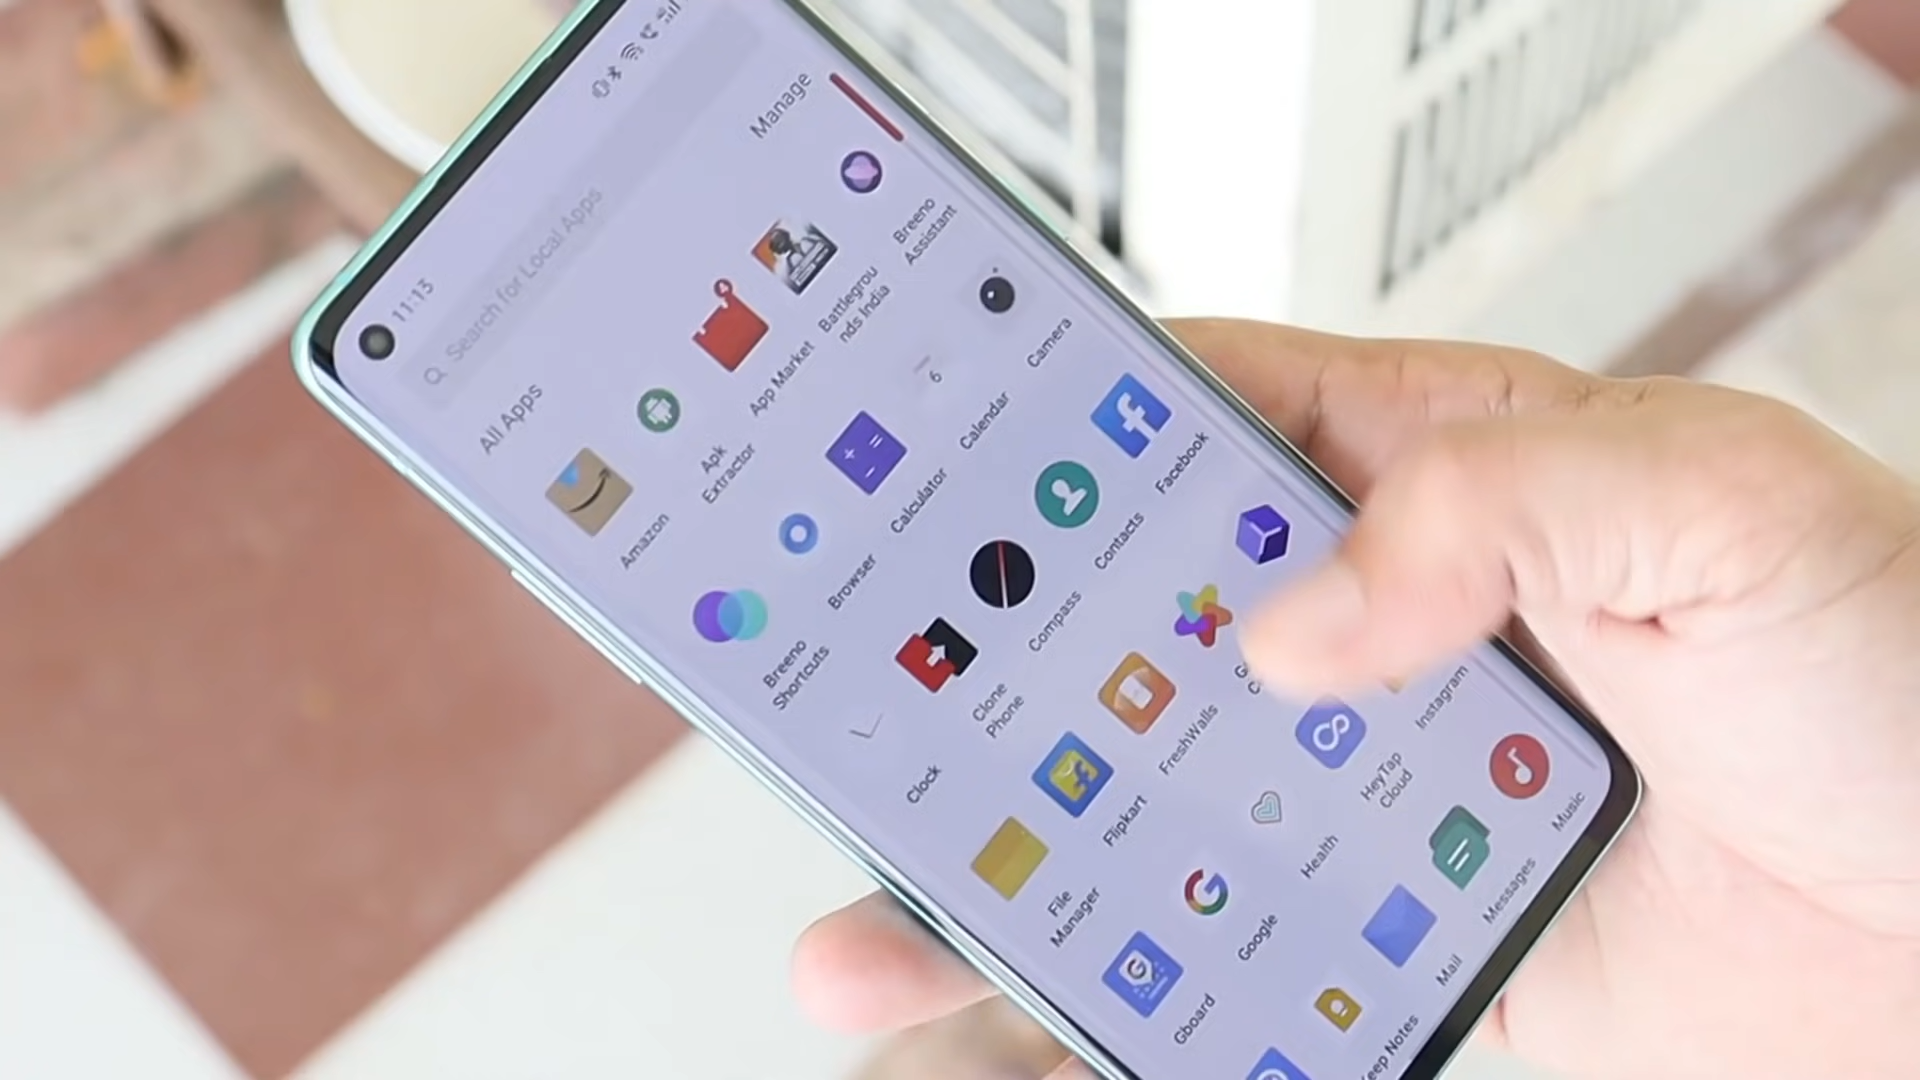 11:13
Search for Local Apps
All Apps
Manage
4
Amazon
Apk
Extractor
App Market
Battlegrou
nds India
Breeno
Assistant
6
Breeno
Shortcuts
Browser
Calculator
Calendar
Camera
Clock
Clone
Phone
Compass
Contacts
Facebook
File
Manager
Flipkart
FreshWalls
Gboard
Google
Health
HeyTap
Cloud
Instagram
Keep Notes
Mail
Messages
Music